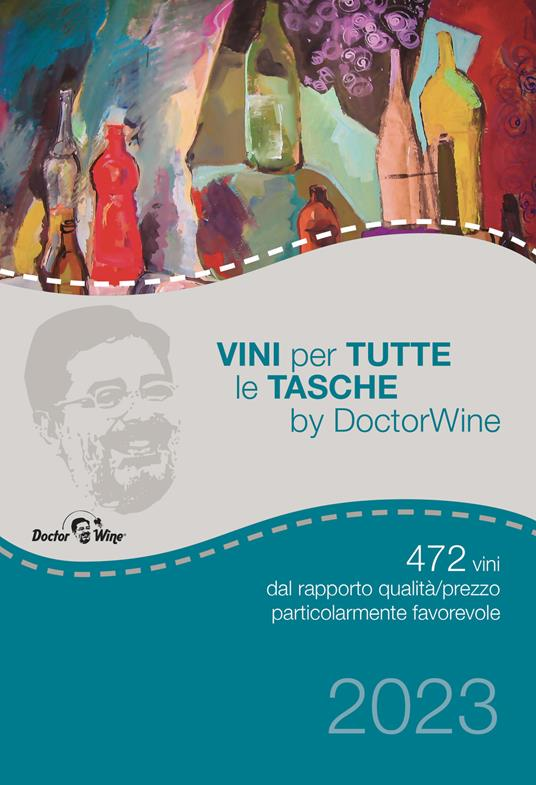 VINI per TUTTE
le TASCHE
by DoctorWine
Doctor Wine®
472 vini
dal rapporto qualità/prezzo
particolarmente favorevole
2023